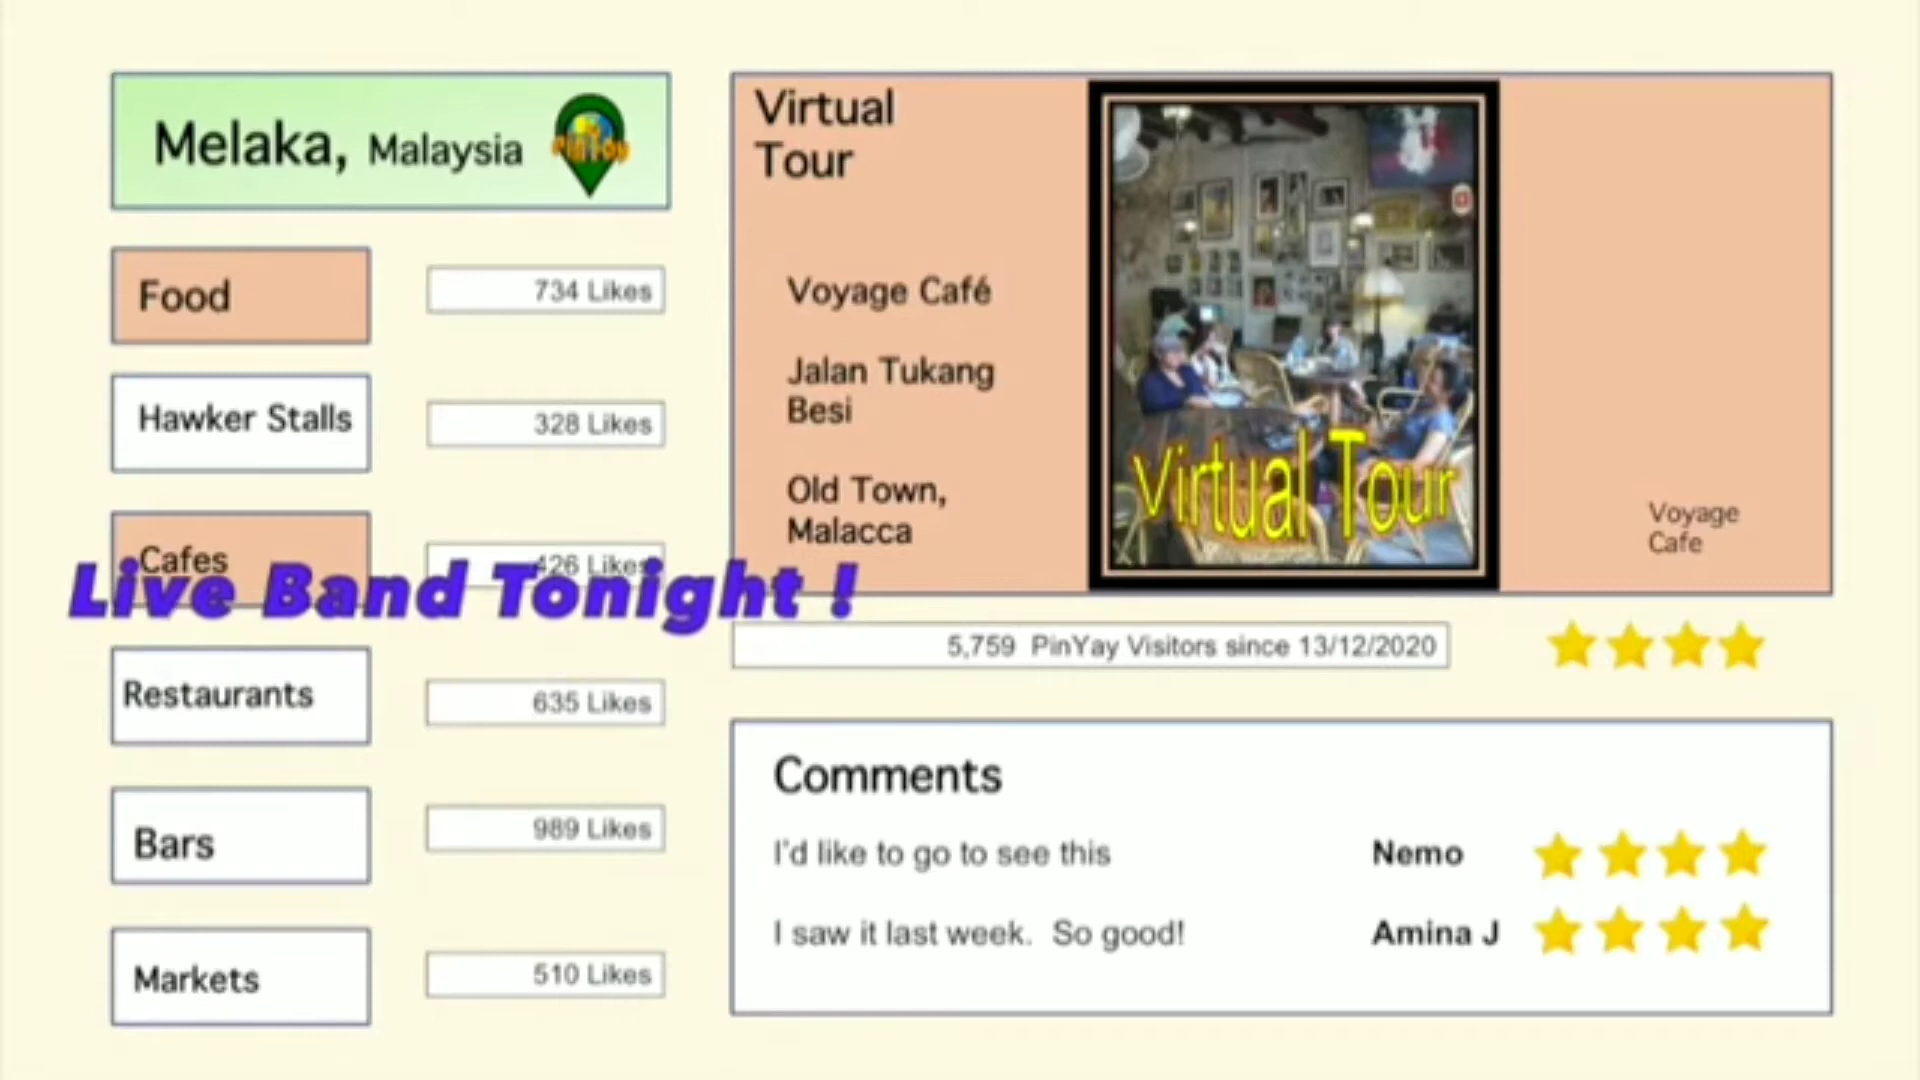 Melaka, Malaysia
PinYay
Food
734 Likes
Hawker Stalls
328 Likes
Cafes
426 Likes
Live Band Tonight !
Restaurants
635 Likes
Bars
989 Likes
Markets
510 Likes
Virtual
Tour
Voyage Café
Jalan Tukang
Besi
Old Town,
Malacca
Virtual Tour
Voyage
Cafe
5,759 PinYay Visitors since 13/12/2020
Comments
I'd like to go to see this Nemo
I saw it last week. So good! Amina J